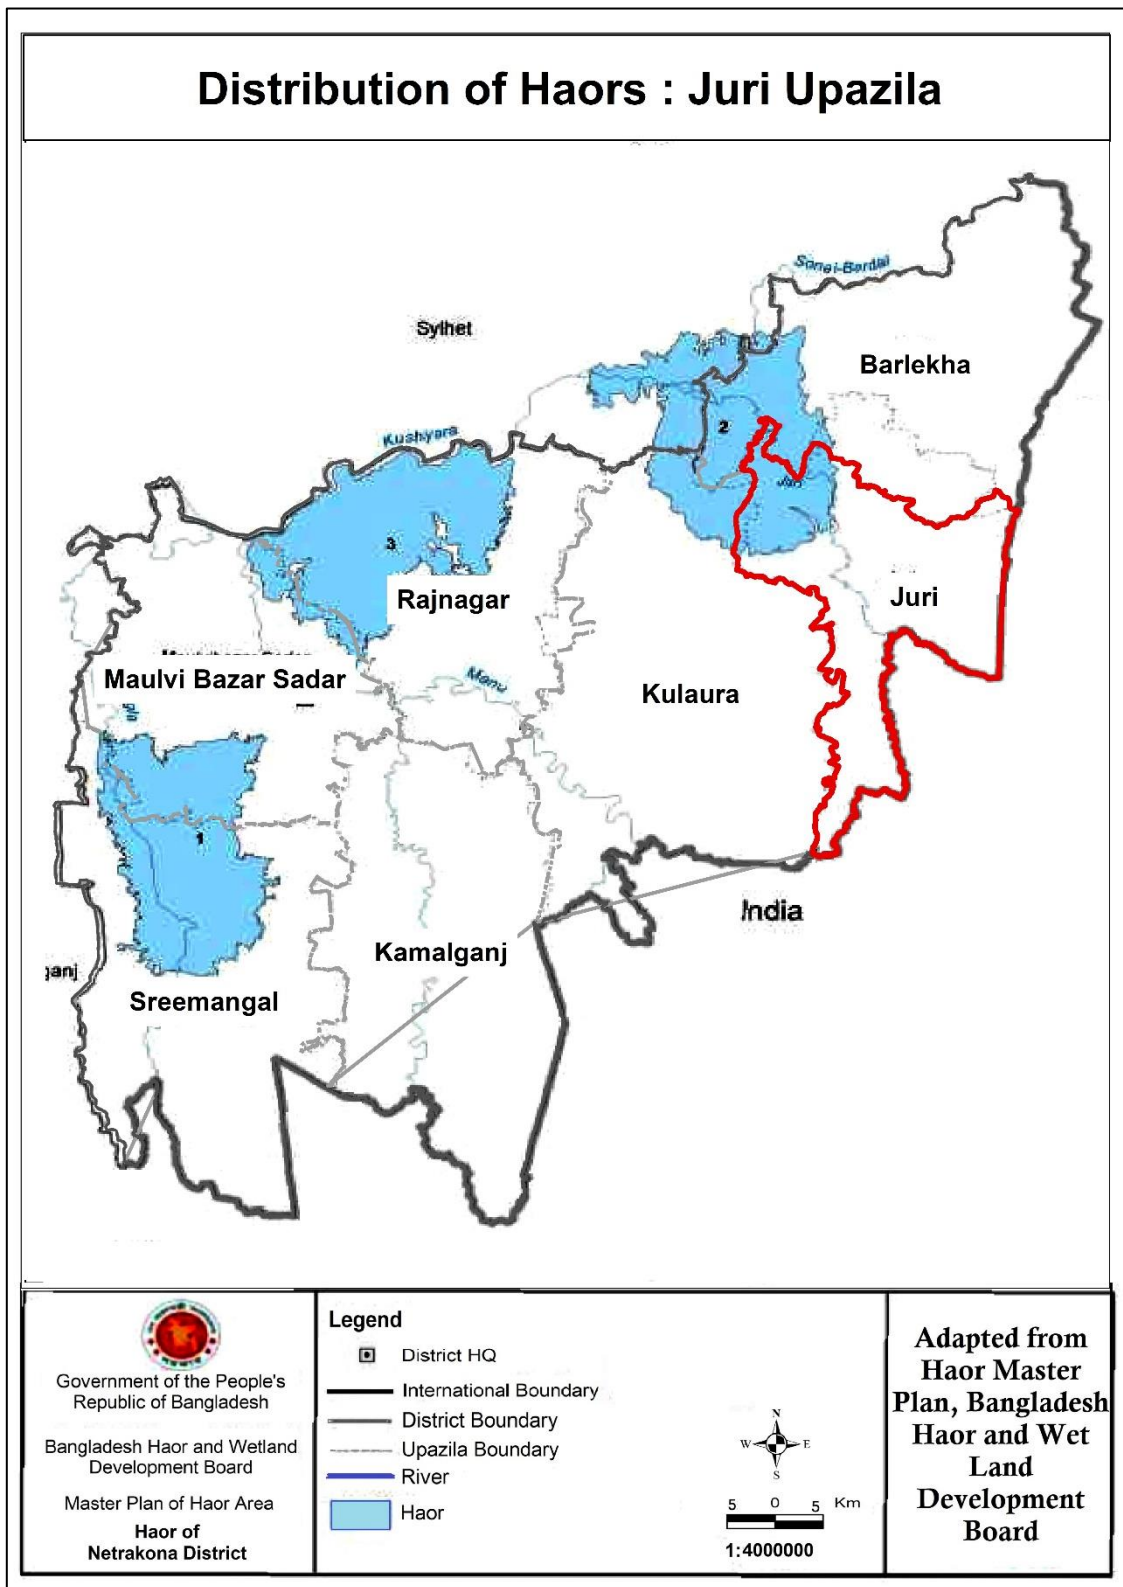 Distribution of Haors : Juri Upazila
Sonai-Bardai
Sylhet
Barlekha
2
Kushyara
Juri
3
Rajnagar
Juri
Maulvi Bazar Sadar
Manu
Kulaura
1
India
Kamalganj
ganj
Sreemangal
Government of the People's
Republic of Bangladesh
Bangladesh Haor and Wetland
Development Board
Master Plan of Haor Area
Haor of
Netrakona District
Legend
District HQ
International Boundary
District Boundary
Upazila Boundary
River
Haor
N
W E
S
5 0 5 Km
1:4000000
Adapted from
Haor Master
Plan, Bangladesh
Haor and Wet
Land
Development
Board